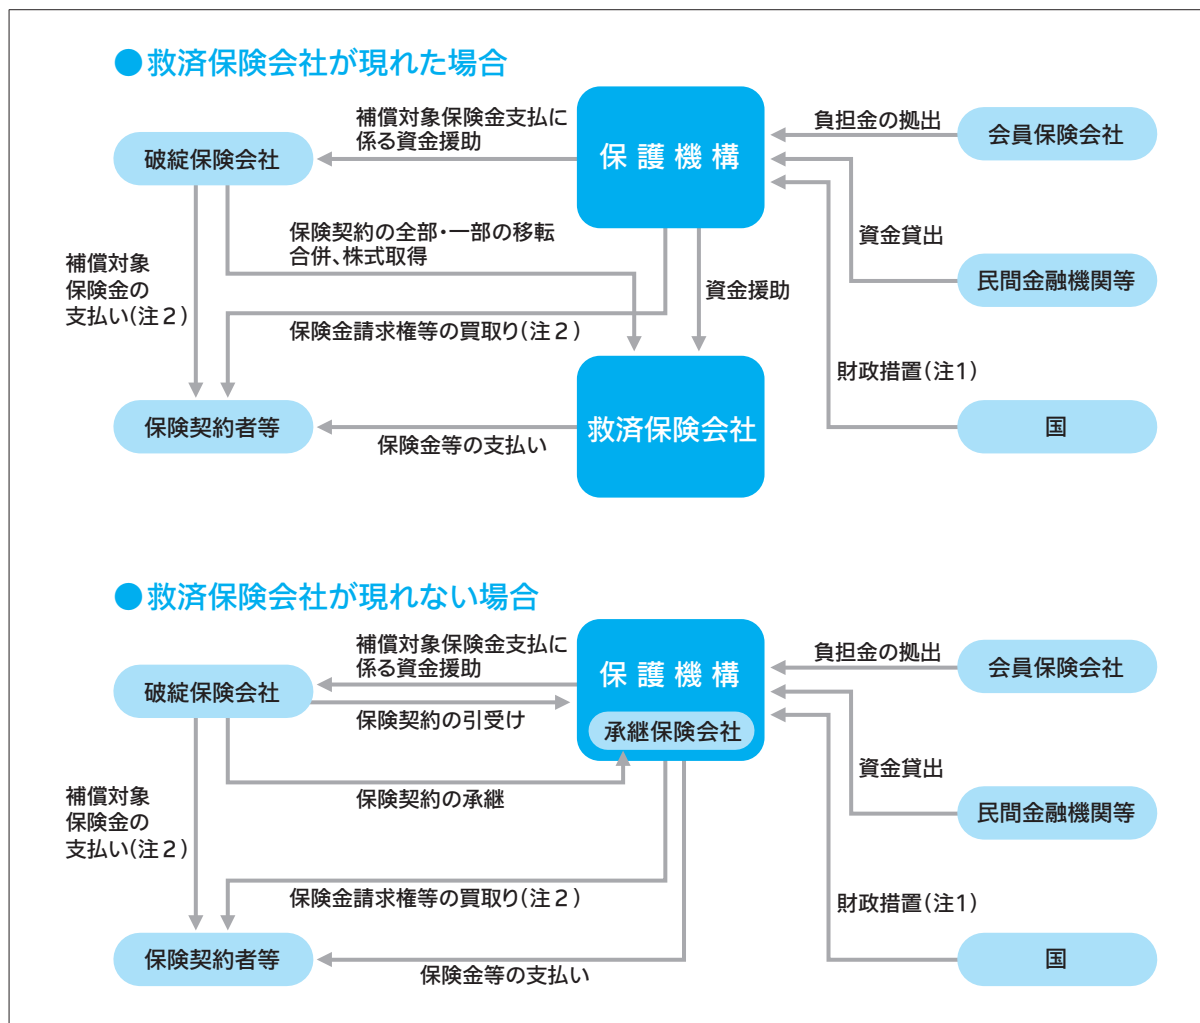 ●救済保険会社が現れた場合
補償対象保険金支払に
係る資金援助
破綻保険会社
保護機構
負担金の拠出
会員保険会社
保険契約の全部・一部の移転
合併、株式取得
補償対象
保険金の
支払い(注2)
資金貸出
民間金融機関等
資金援助
保険金請求権等の買取り(注2)
財政措置(注1)
保険契約者等
保険金等の支払い
救済保険会社
国
●救済保険会社が現れない場合
補償対象保険金支払に
係る資金援助
破綻保険会社
保険契約の引受け
保護機構
承継保険会社
負担金の拠出
会員保険会社
保険契約の承継
補償対象
保険金の
支払い(注2)
資金貸出
民間金融機関等
保険金請求権等の買取り(注2)
財政措置(注1)
保険契約者等
保険金等の支払い
国